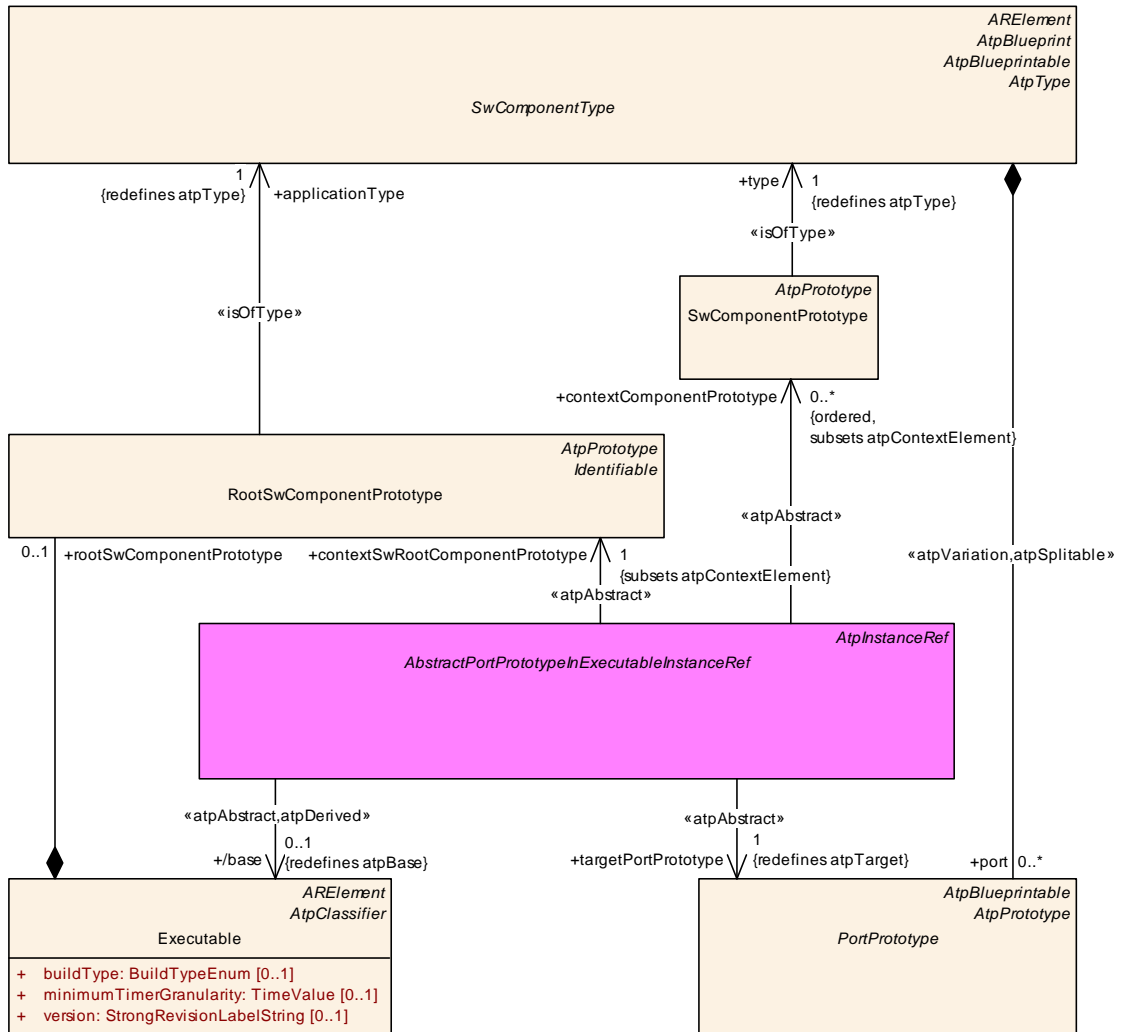 ARElement
AtpBlueprint
AtpBlueprintable
AtpType
SwComponentType
1
{redefines atpType}
+applicationType
+type
1
{redefines atpType}
«isOfType»
AtpPrototype
SwComponentPrototype
«isOfType»
+contextComponentPrototype
0..*
{ordered,
subsets atpContextElement}
AtpPrototype
Identifiable
RootSwComponentPrototype
«atpAbstract»
0..1
+rootSwComponentPrototype
+contextSwRootComponentPrototype
1
{subsets atpContextElement}
«atpAbstract»
«atpVariation,atpSplitable»
AtpInstanceRef
AbstractPortPrototypeInExecutableInstanceRef
«atpAbstract,atpDerived»
0..1
+/base
{redefines atpBase}
«atpAbstract»
1
+targetPortPrototype
{redefines atpTarget}
+port
0..*
ARElement
AtpClassifier
Executable
+ buildType: BuildTypeEnum [0..1]
+ minimumTimerGranularity: TimeValue [0..1]
+ version: StrongRevisionLabelString [0..1]
AtpBlueprintable
AtpPrototype
PortPrototype